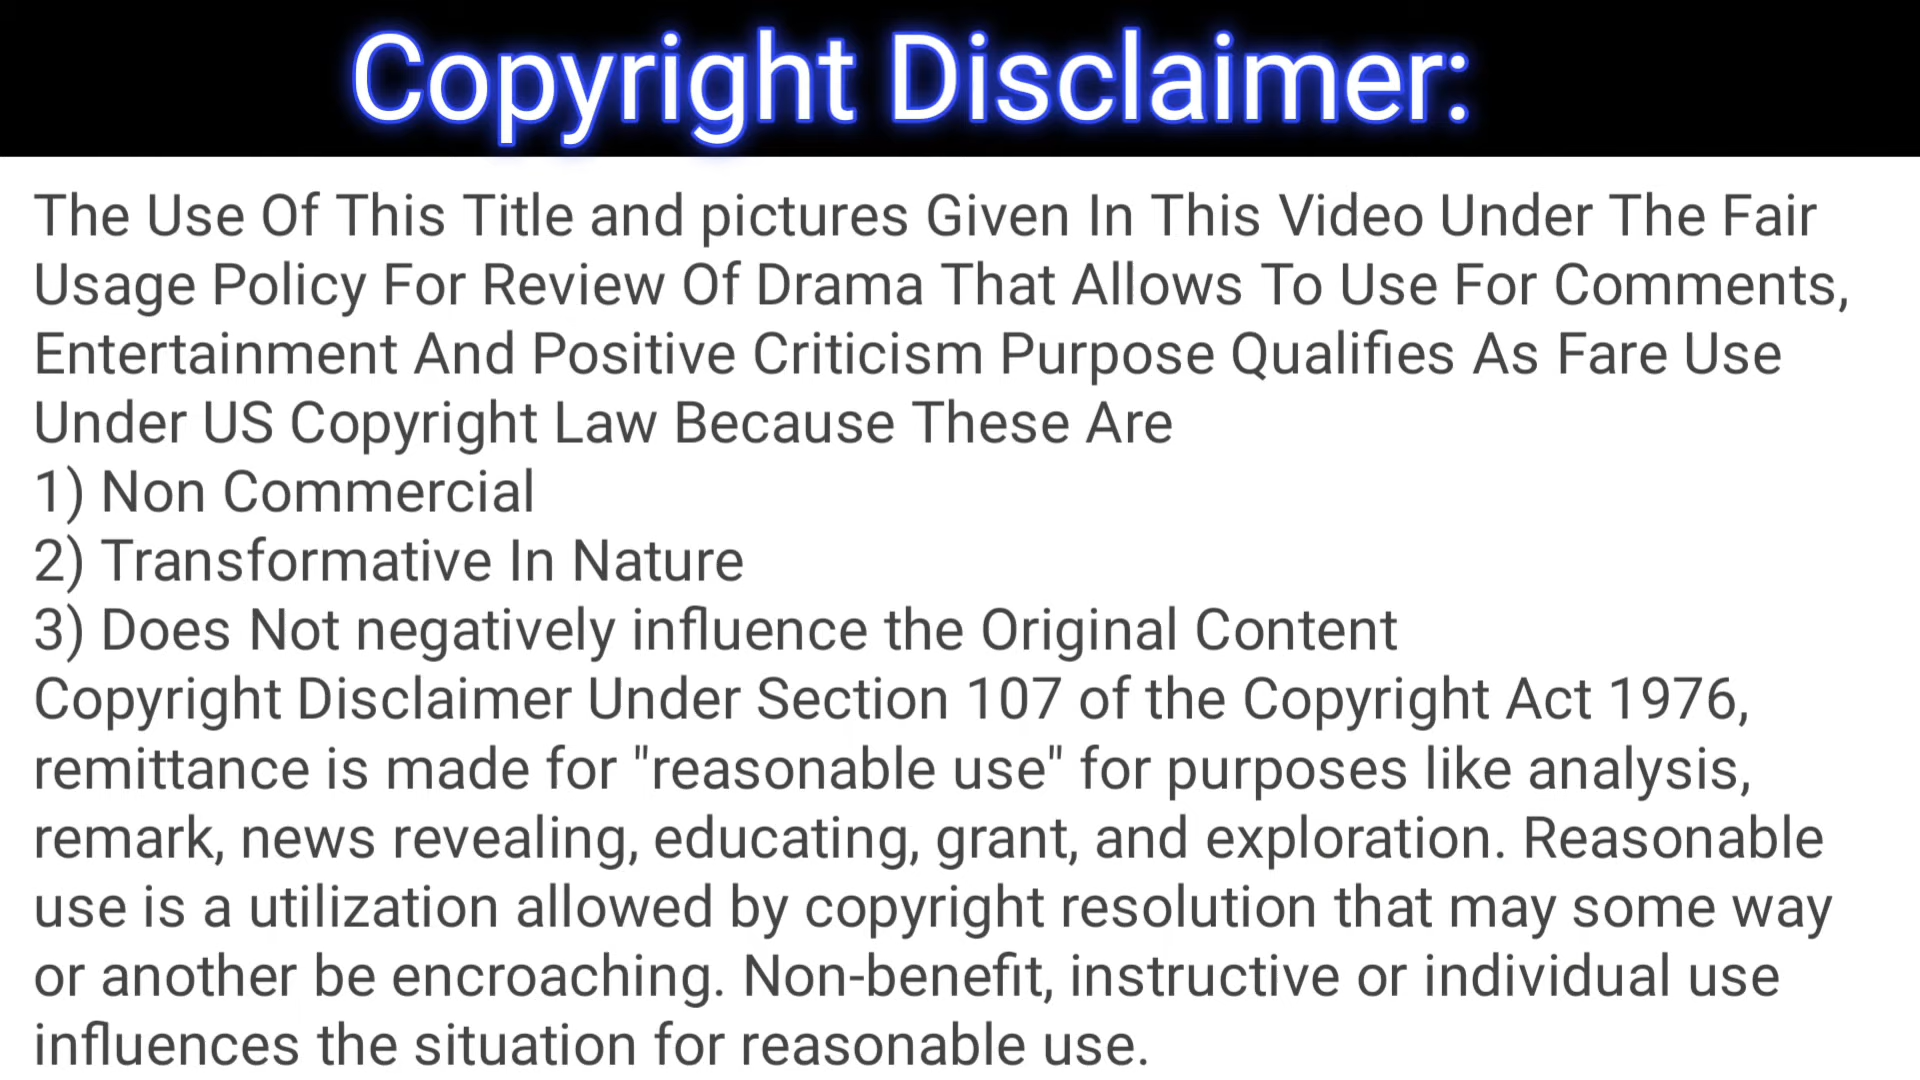 Copyright Disclaimer:
The Use Of This Title and pictures Given In This Video Under The Fair
Usage Policy For Review Of Drama That Allows To Use For Comments,
Entertainment And Positive Criticism Purpose Qualifies As Fare Use
Under US Copyright Law Because These Are
1) Non Commercial
2) Transformative In Nature
3) Does Not negatively influence the Original Content
Copyright Disclaimer Under Section 107 of the Copyright Act 1976,
remittance is made for "reasonable use" for purposes like analysis,
remark, news revealing, educating, grant, and exploration. Reasonable
use is a utilization allowed by copyright resolution that may some way
or another be encroaching. Non-benefit, instructive or individual use
influences the situation for reasonable use.